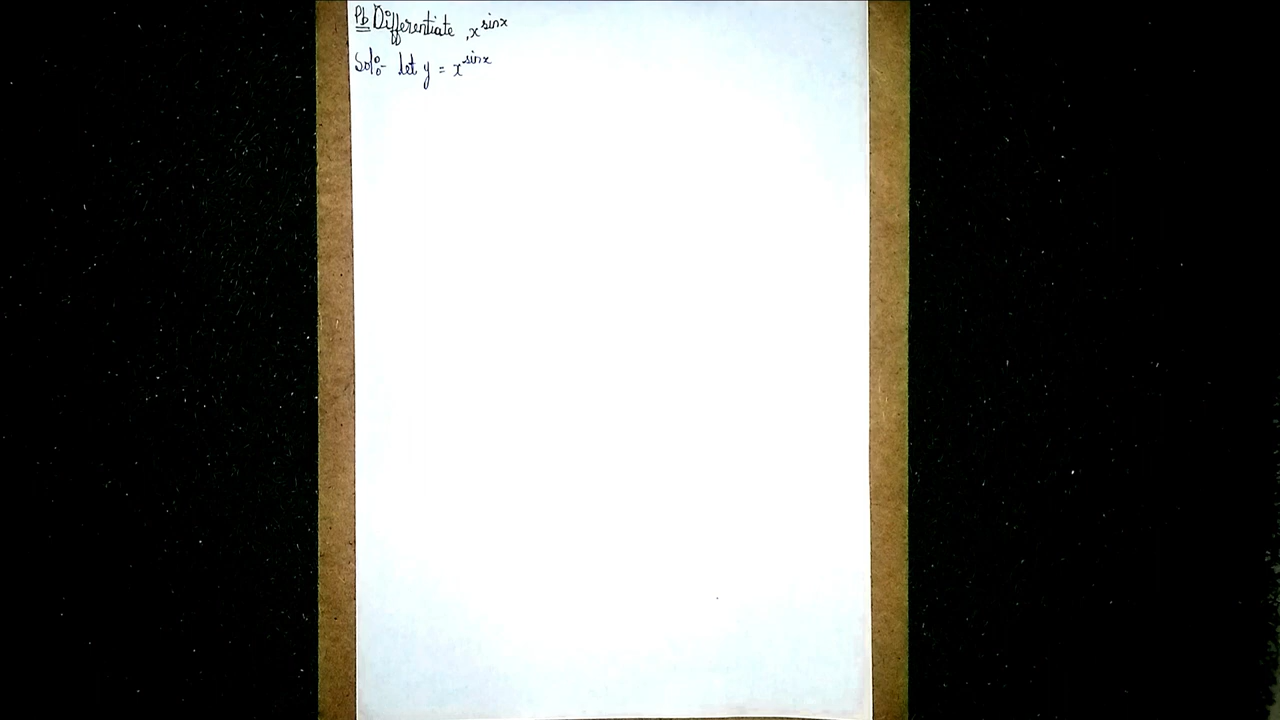 Pb Differentiate, x^sinx
Sol:- let y = x^sinx